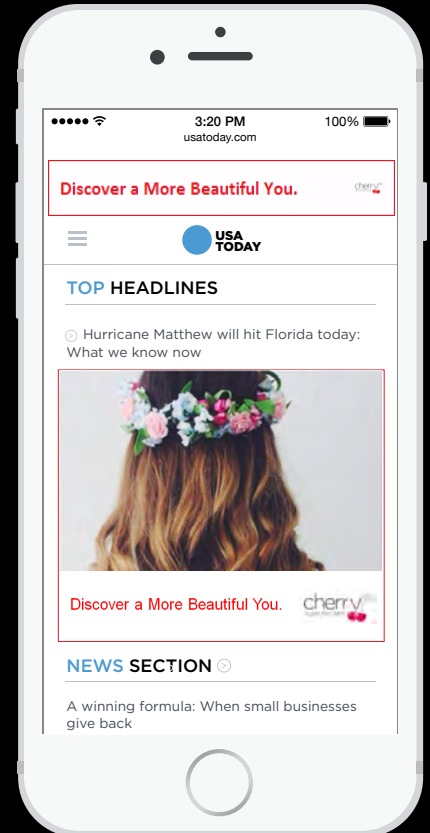 3:20 PM 100%
usatoday.com
Discover a More Beautiful You.
cherry
USA
TODAY
TOP HEADLINES
Hurricane Matthew will hit Florida today:
What we know now
Discover a More Beautiful You.
cherry
NEWS SECTION
A winning formula: When small businesses
give back